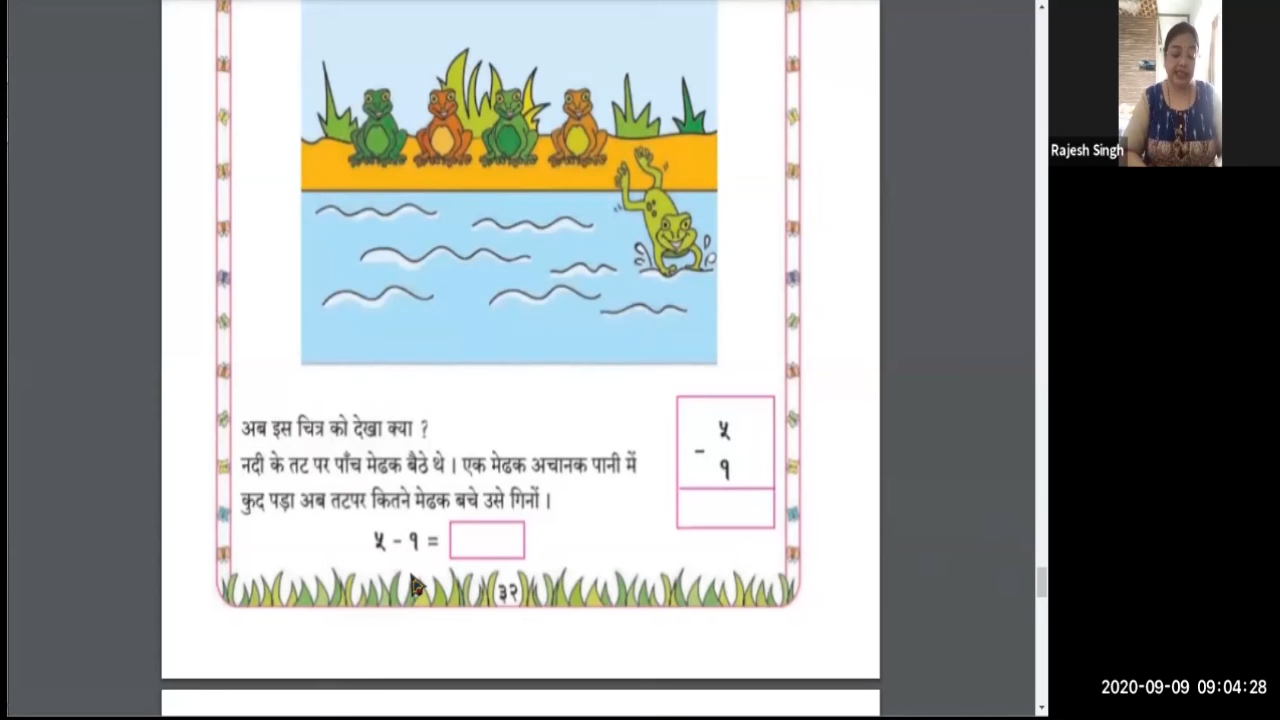 Rajesh Singh
अब इस चित्र को देखा क्या ?
नदी के तट पर पाँच मेढक बैठे थे । एक मेढक अचानक पानी में
कुद पड़ा अब तटपर कितने मेढक बचे उसे गिनों ।
५ - १ =
५
-
१
३२
2020-09-09 09:04:28